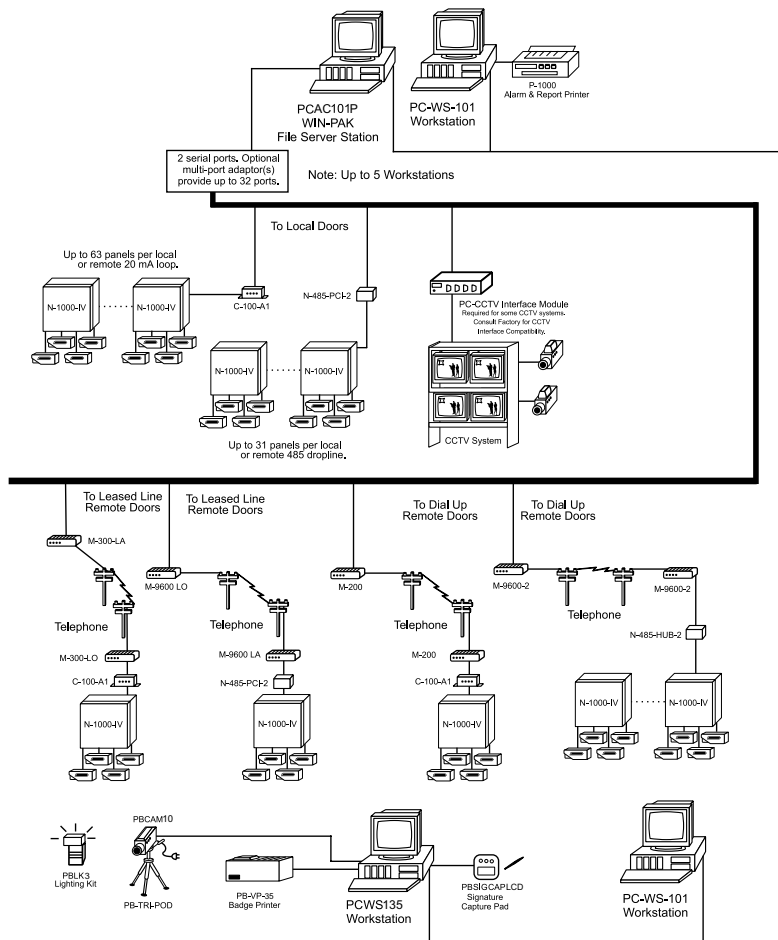 PCAC101P
WIN-PAK
File Server Station
PC-WS-101
Workstation
P-1000
Alarm & Report Printer
2 serial ports. Optional
multi-port adaptor(s)
provide up to 32 ports.
Note: Up to 5 Workstations
To Local Doors
Up to 63 panels per local
or remote 20 mA loop.
N-1000-IV
N-1000-IV
C-100-A1
N-485-PCI-2
PC-CCTV Interface Module
Required for some CCTV systems.
Consult Factory for CCTV
Interface Compatibility.
N-1000-IV
N-1000-IV
Up to 31 panels per local
or remote 485 dropline.
CCTV System
To Leased Line
Remote Doors
To Leased Line
Remote Doors
To Dial Up
Remote Doors
To Dial Up
Remote Doors
M-300-LA
M-9600 LO
M-200
M-9600-2
M-9600-2
Telephone
Telephone
Telephone
Telephone
N-485-HUB-2
M-300-LO
M-9600 LA
M-200
C-100-A1
N-485-PCI-2
C-100-A1
N-1000-IV
N-1000-IV
N-1000-IV
N-1000-IV
N-1000-IV
PBLK3
Lighting Kit
PBCAM10
PB-TRI-POD
PB-VP-35
Badge Printer
PCWS135
Workstation
PBSIGCAPLCD
Signature
Capture Pad
PC-WS-101
Workstation